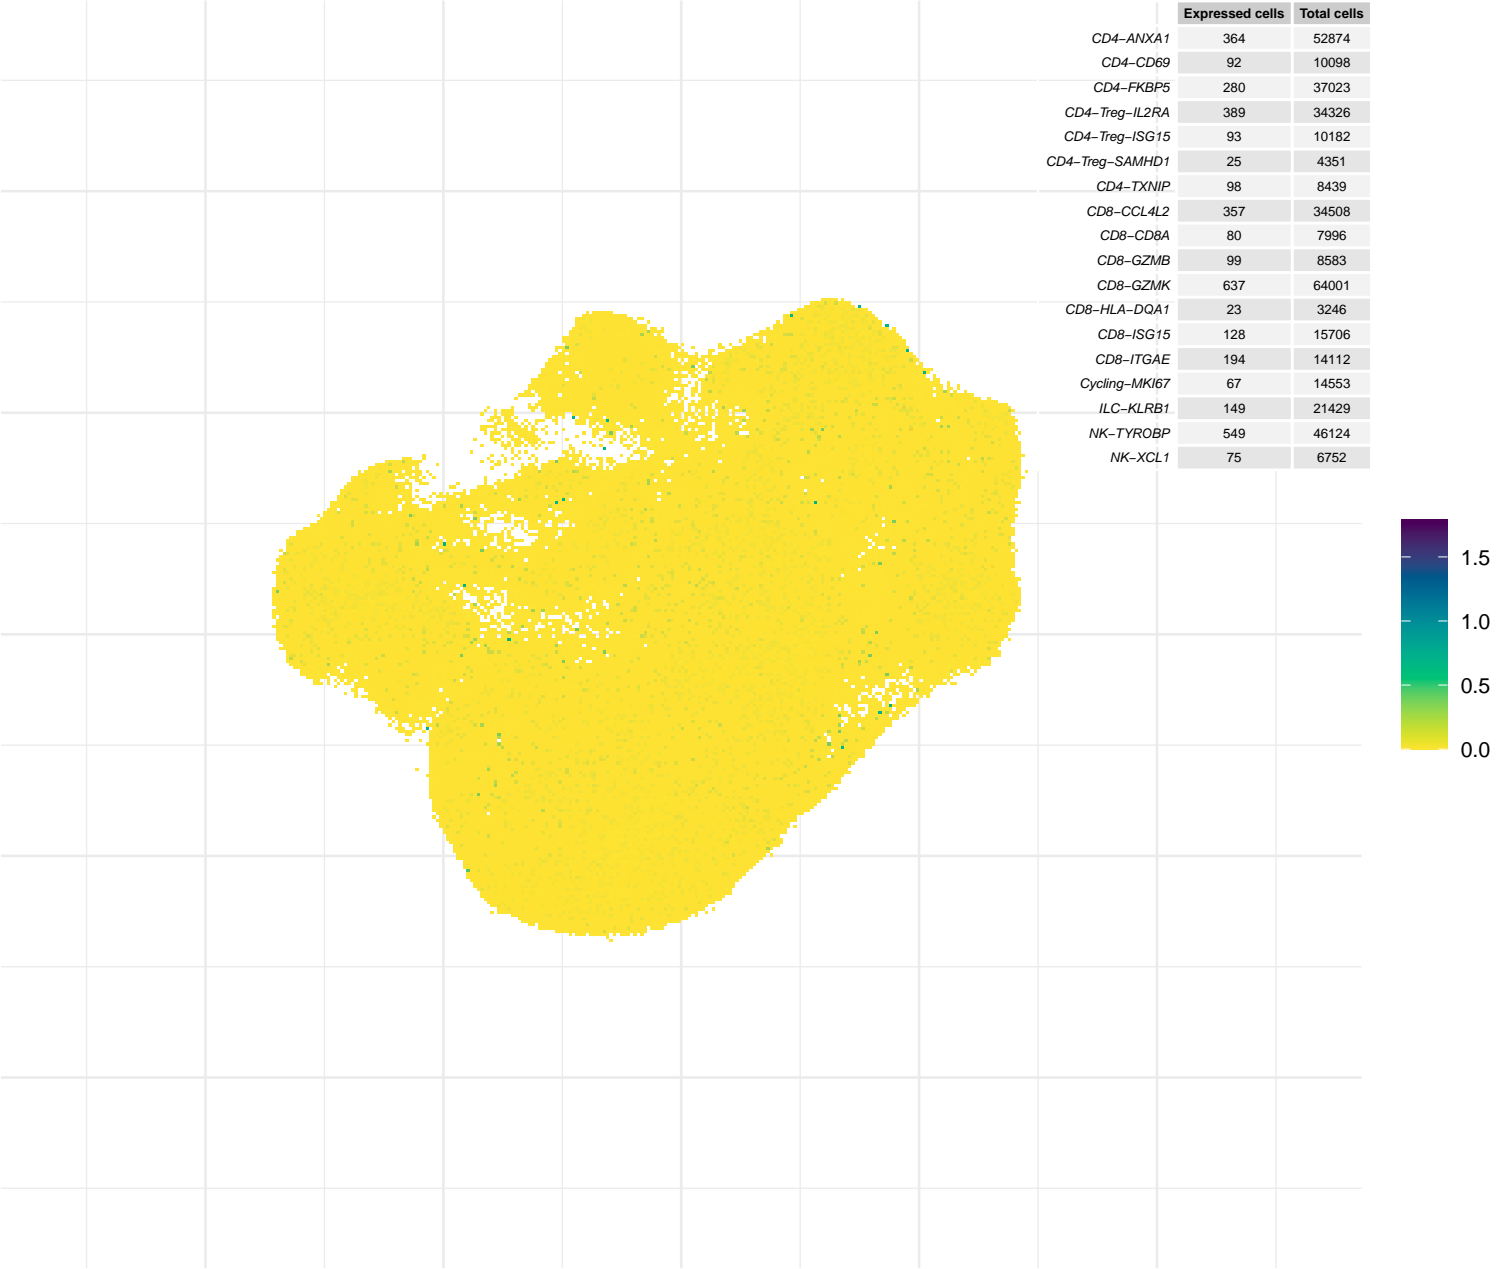 Expressed cells Total cells
CD4−ANXA1 364 52874
CD4−CD69 92 10098
CD4−FKBP5 280 37023
CD4−Treg−IL2RA 389 34326
CD4−Treg−ISG15 93 10182
CD4−Treg−SAMHD1 25 4351
CD4−TXNIP 98 8439
CD8−CCL4L2 357 34508
CD8−CD8A 80 7996
CD8−GZMB 99 8583
CD8−GZMK 637 64001
CD8−HLA−DQA1 23 3246
CD8−ISG15 128 15706
CD8−ITGAE 194 14112
Cycling−MKI67 67 14553
ILC−KLRB1 149 21429
NK−TYROBP 549 46124
NK−XCL1 75 6752
1.5
1.0
0.5
0.0